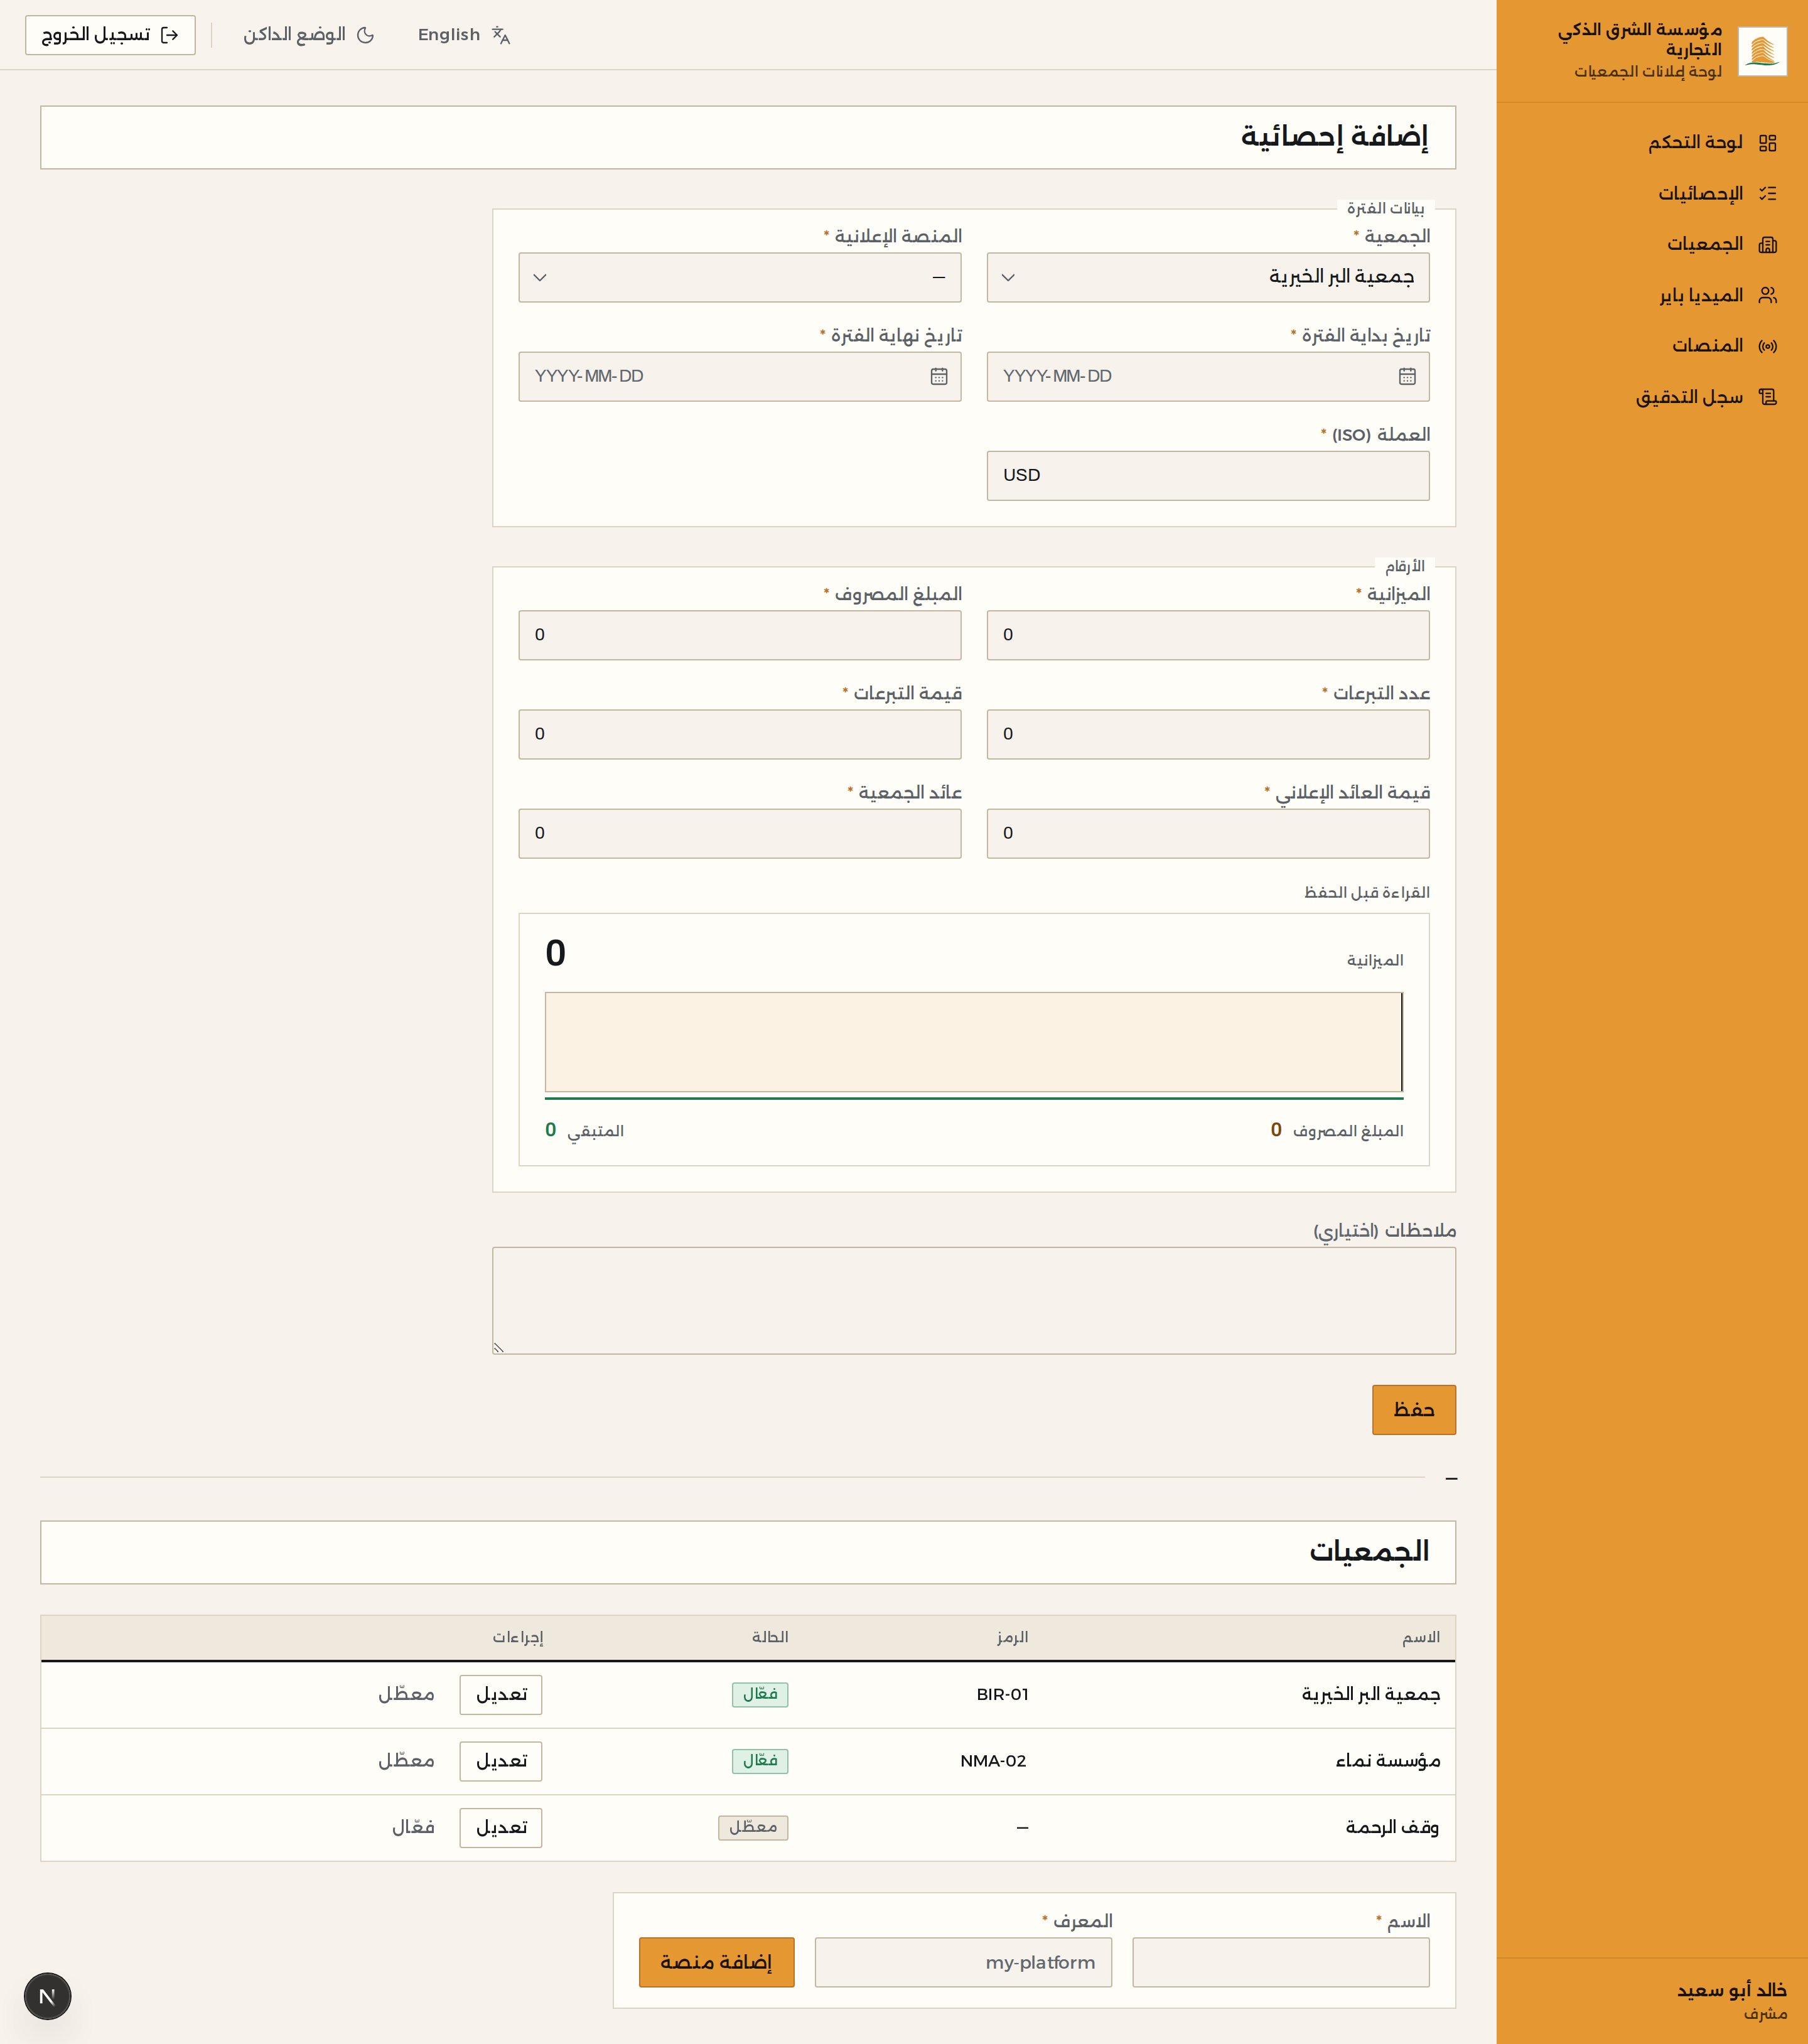 مؤسسة الشرق الذكي
التجارية
لوحة إعلانات الجمعيات
لوحة التحكم
الإحصائيات
الجمعيات
الميديا باير
المنصات
سجل التدقيق
خالد أبو سعيد
مشرف
English
الوضع الداكن
تسجيل الخروج
إضافة إحصائية
بيانات الفترة
الجمعية *
المنصة الإعلانية *
جمعية البر الخيرية
—
تاريخ بداية الفترة *
تاريخ نهاية الفترة *
YYYY-MM-DD
YYYY-MM-DD
العملة (ISO) *
USD
الأرقام
الميزانية *
المبلغ المصروف *
0
0
عدد التبرعات *
قيمة التبرعات *
0
0
قيمة العائد الإعلاني *
عائد الجمعية *
0
0
القراءة قبل الحفظ
الميزانية
0
المبلغ المصروف 0
المتبقي 0
ملاحظات (اختياري)
حفظ
—
الجمعيات
الاسم الرمز الحالة إجراءات
جمعية البر الخيرية BIR-01 فعّال تعديل معطّل
مؤسسة نماء NMA-02 فعّال تعديل معطّل
وقف الرحمة — معطّل تعديل فعّال
الاسم *
المعرف *
my-platform
إضافة منصة
N